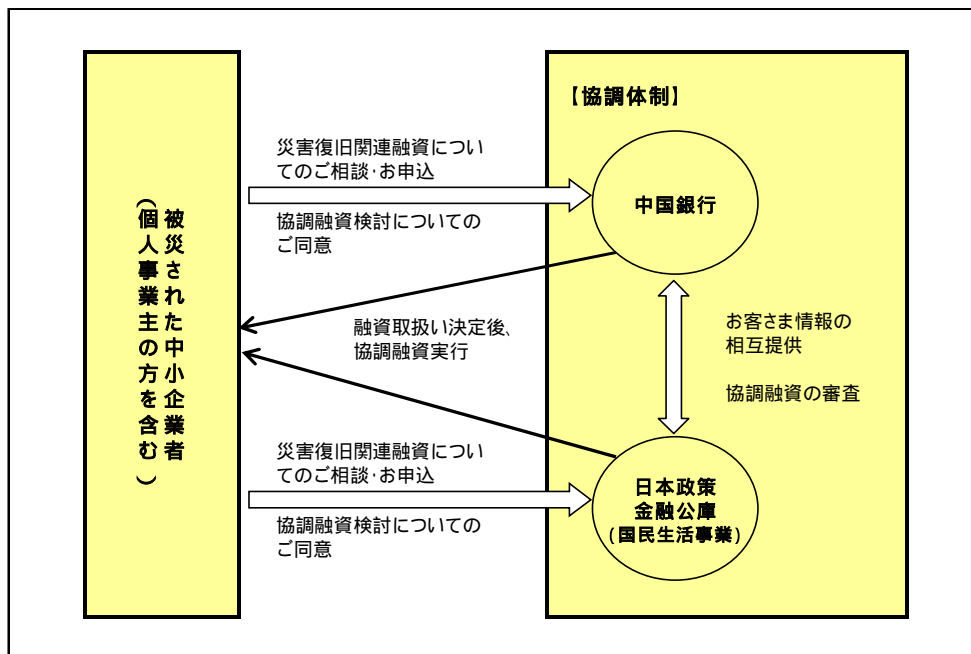 被災された中小企業者
（個人事業主の方を含む）
災害復旧関連融資につい
てのご相談・お申込
協調融資検討についての
ご同意
融資取扱い決定後、
協調融資実行
災害復旧関連融資につい
てのご相談・お申込
協調融資検討についての
ご同意
【協調体制】
中国銀行
お客さま情報の
相互提供
協調融資の審査
日本政策
金融公庫
（国民生活事業）